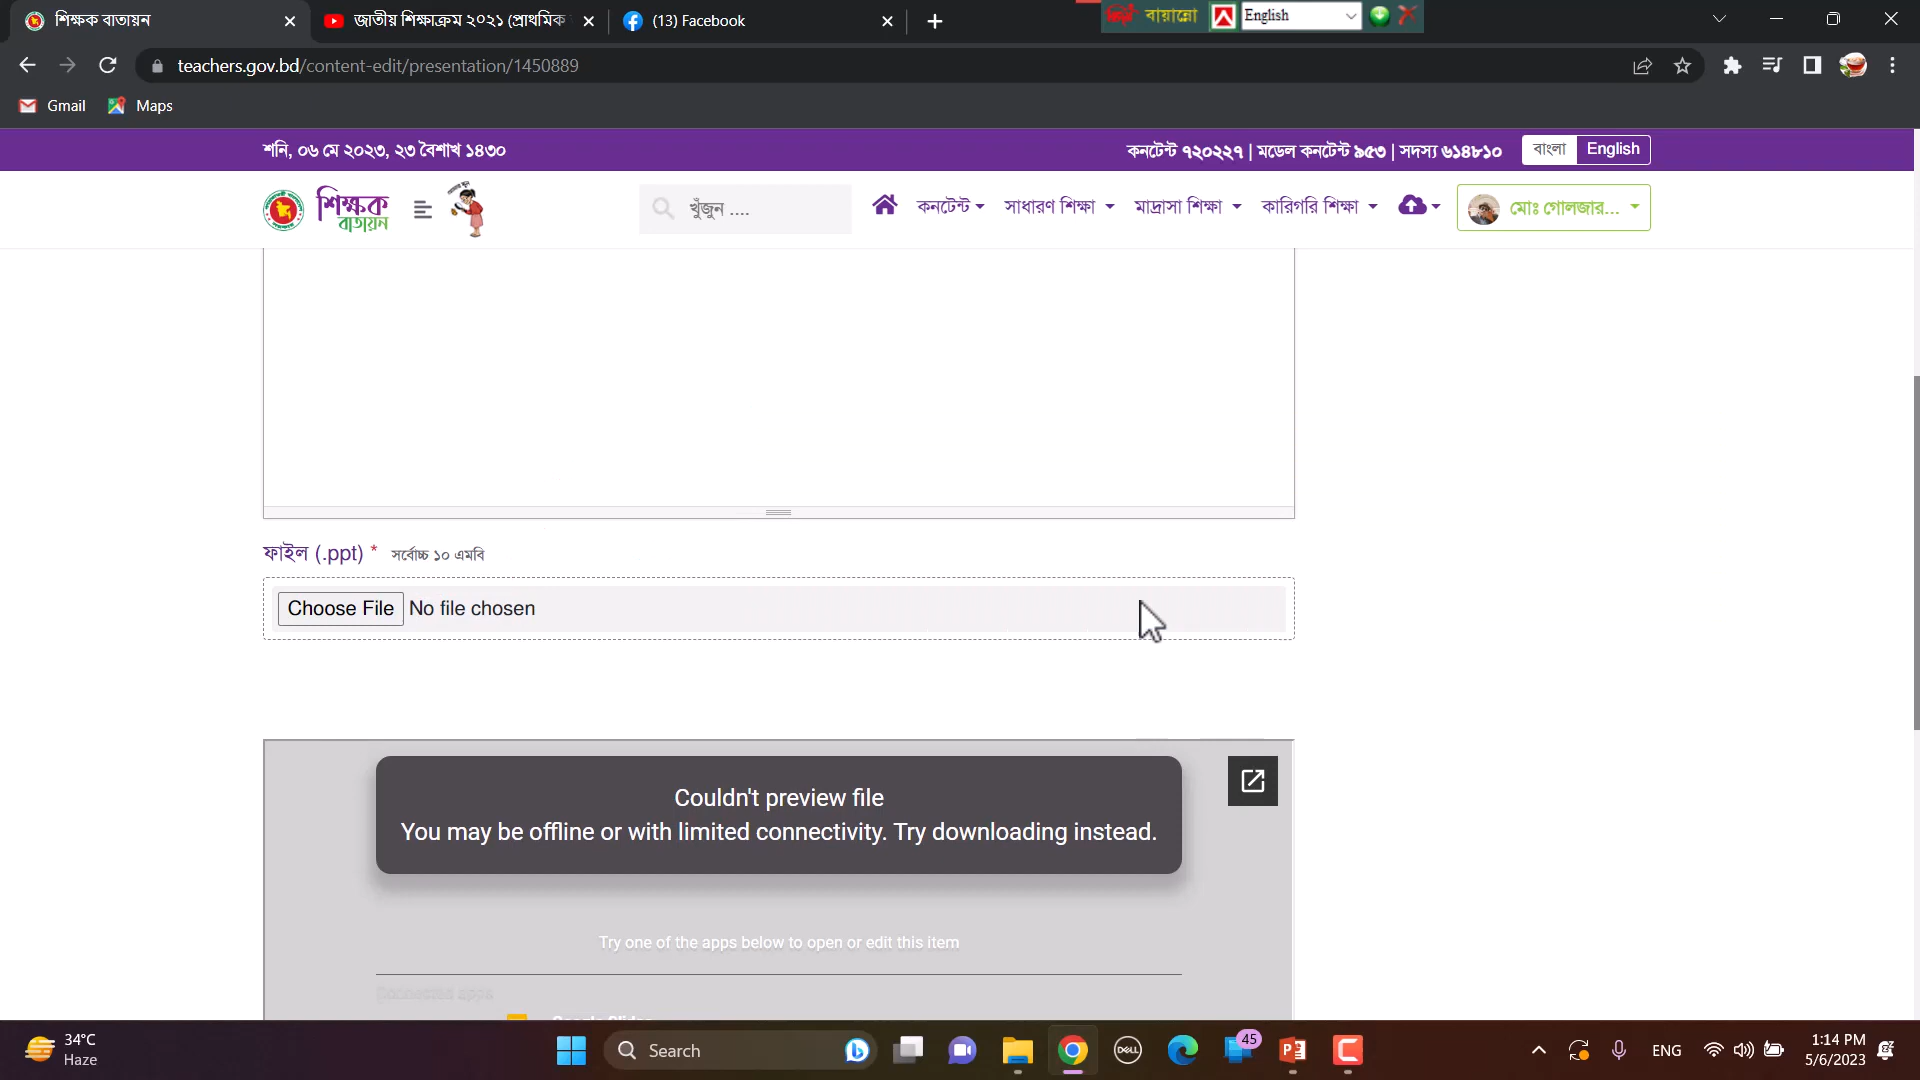 শিক্ষক বাতায়ন
জাতীয় শিক্ষাক্রম ২০২১ (প্রাথমিক
(13) Facebook
বায়ান্নো
English
teachers.gov.bd/content-edit/presentation/1450889
Gmail
Maps
শনি, ০৬ মে ২০২৩, ২৩ বৈশাখ ১৪৩০
কনটেন্ট ৭২০২২৭ | মডেল কনটেন্ট ৯৫৩ | সদস্য ৬১৪৮১০
বাংলা
English
শিক্ষক
বাতায়ন
খুঁজুন ....
কনটেন্ট
সাধারণ শিক্ষা
মাদ্রাসা শিক্ষা
কারিগরি শিক্ষা
মোঃ গোলজার...
ফাইল (.ppt) * সর্বোচ্চ ১০ এমবি
Choose File No file chosen
Couldn't preview file
You may be offline or with limited connectivity. Try downloading instead.
Try one of the apps below to open or edit this item
Connected apps
34°C
Haze
Search
DELL
45
ENG
1:14 PM
5/6/2023